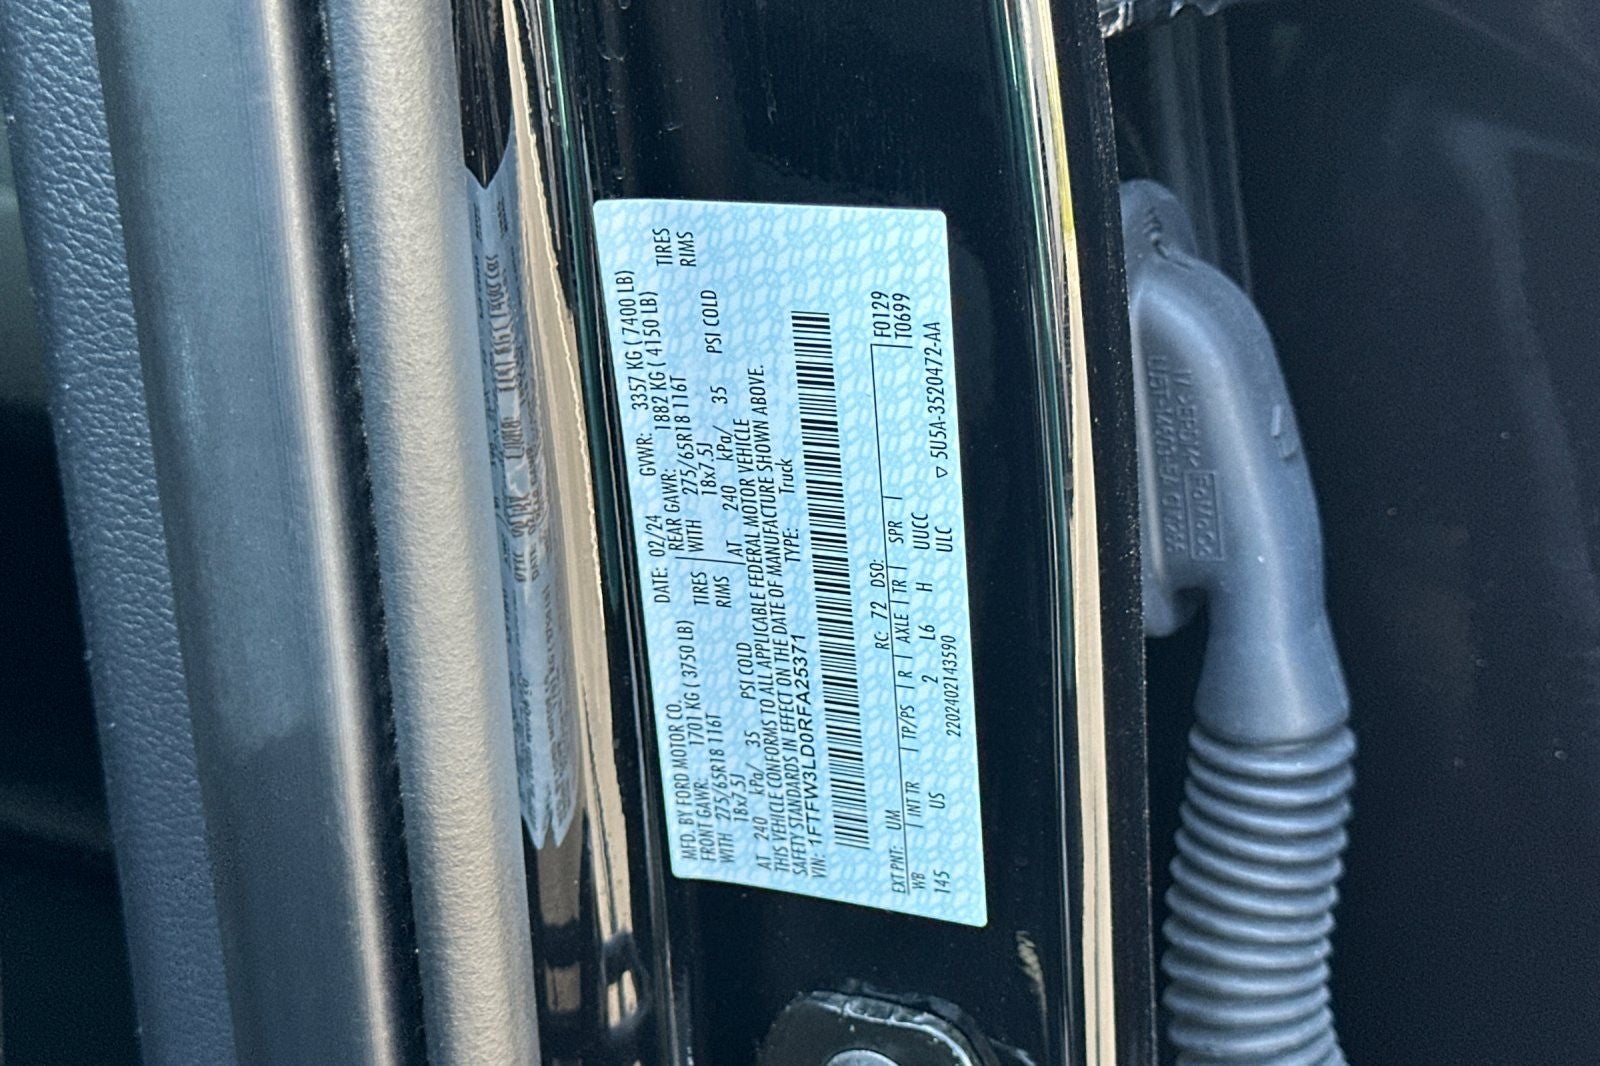 MFD. BY FORD MOTOR CO. DATE: 02/24 GVWR: 3357 KG ( 7400 LB)
FRONT GAWR: 1701 KG ( 3750 LB) REAR GAWR: 1882 KG ( 4150 LB)
WITH 275/65R18 116T TIRES WITH 275/65R18 116T TIRES
18x7.5J RIMS 18x7.5J RIMS
AT 240 kPa/ 35 PSI COLD AT 240 kPa/ 35 PSI COLD
THIS VEHICLE CONFORMS TO ALL APPLICABLE FEDERAL MOTOR VEHICLE
SAFETY STANDARDS IN EFFECT ON THE DATE OF MANUFACTURE SHOWN ABOVE.
VIN: 1FTFW3LD0RFA25371 TYPE: Truck
EXT PNT: UM RC: 72 DSO: F0129
WB INT TR TP/PS R AXLE TR SPR T0699
145 US 2 L6 H UUCC
2202402143590 ULC ▽ 5U5A-3520472-AA